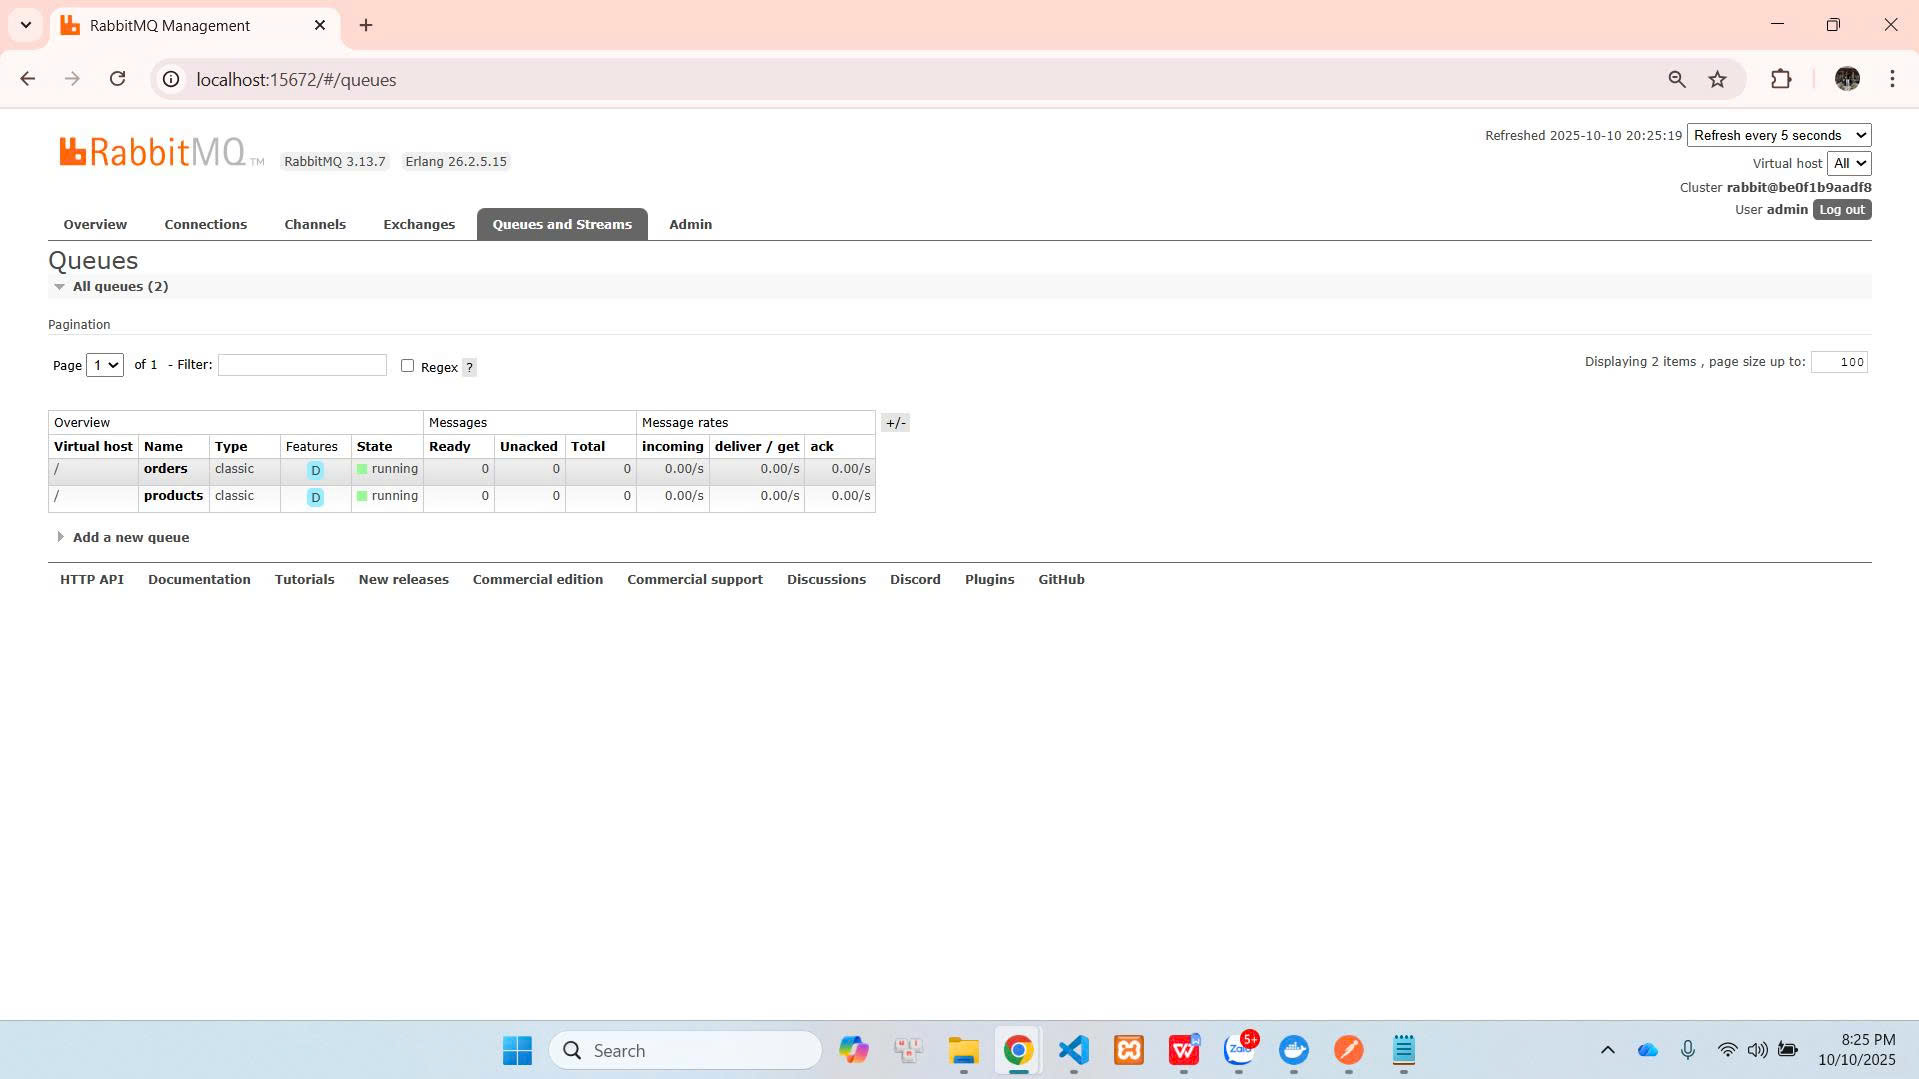 RabbitMQ Management
localhost:15672/#/queues
RabbitMQ TM
RabbitMQ 3.13.7 Erlang 26.2.5.15
Refreshed 2025-10-10 20:25:19 Refresh every 5 seconds
Virtual host All
Cluster rabbit@be0f1b9aadf8
User admin Log out
Overview Connections Channels Exchanges Queues and Streams Admin
Queues
All queues (2)
Pagination
Page 1 of 1 - Filter: Regex ?
Displaying 2 items , page size up to: 100
Overview Messages Message rates +/-
Virtual host Name Type Features State Ready Unacked Total incoming deliver / get ack
/ orders classic D running 0 0 0 0.00/s 0.00/s 0.00/s
/ products classic D running 0 0 0 0.00/s 0.00/s 0.00/s
Add a new queue
HTTP API Documentation Tutorials New releases Commercial edition Commercial support Discussions Discord Plugins GitHub
Search
Zalo
5+
8:25 PM
10/10/2025